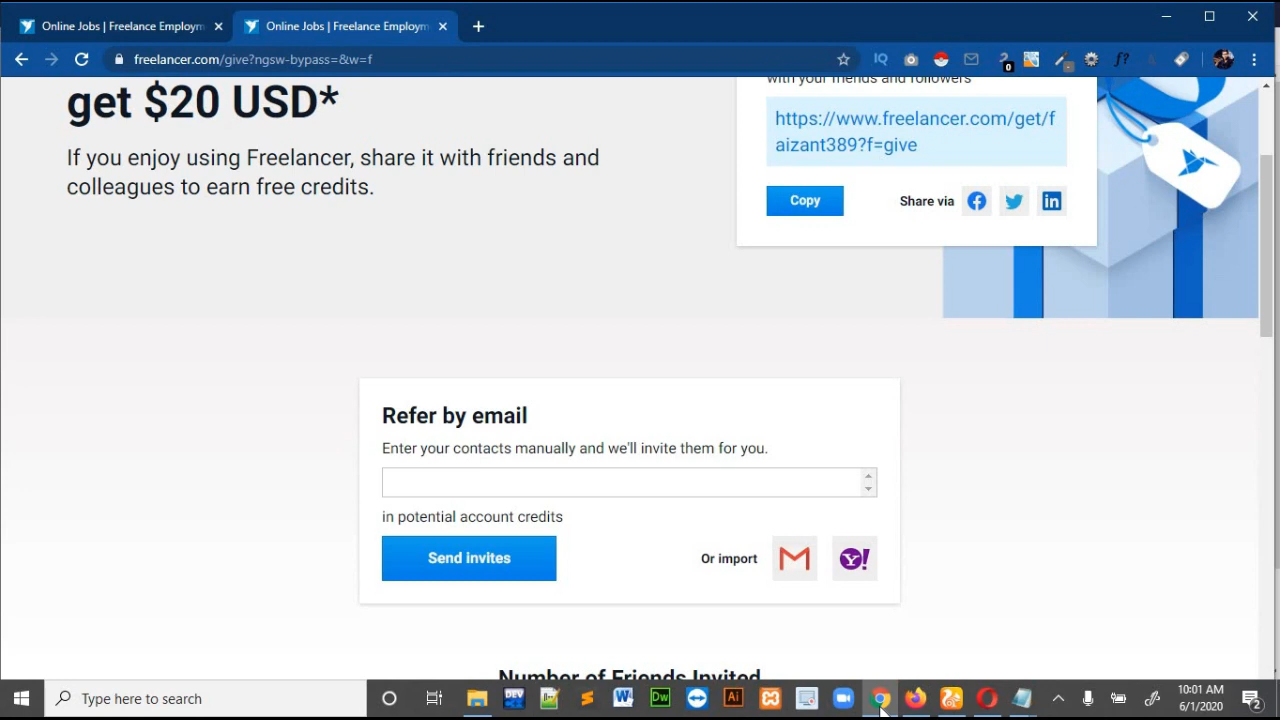 Online Jobs | Freelance Employm
Online Jobs | Freelance Employm
freelancer.com/give?ngsw-bypass=&w=f
get $20 USD*
If you enjoy using Freelancer, share it with friends and
colleagues to earn free credits.
with your friends and followers
https://www.freelancer.com/get/f
aizant389?f=give
Copy
Share via
Refer by email
Enter your contacts manually and we'll invite them for you.
in potential account credits
Send invites
Or import
Number of Friends Invited
Type here to search
10:01 AM
6/1/2020